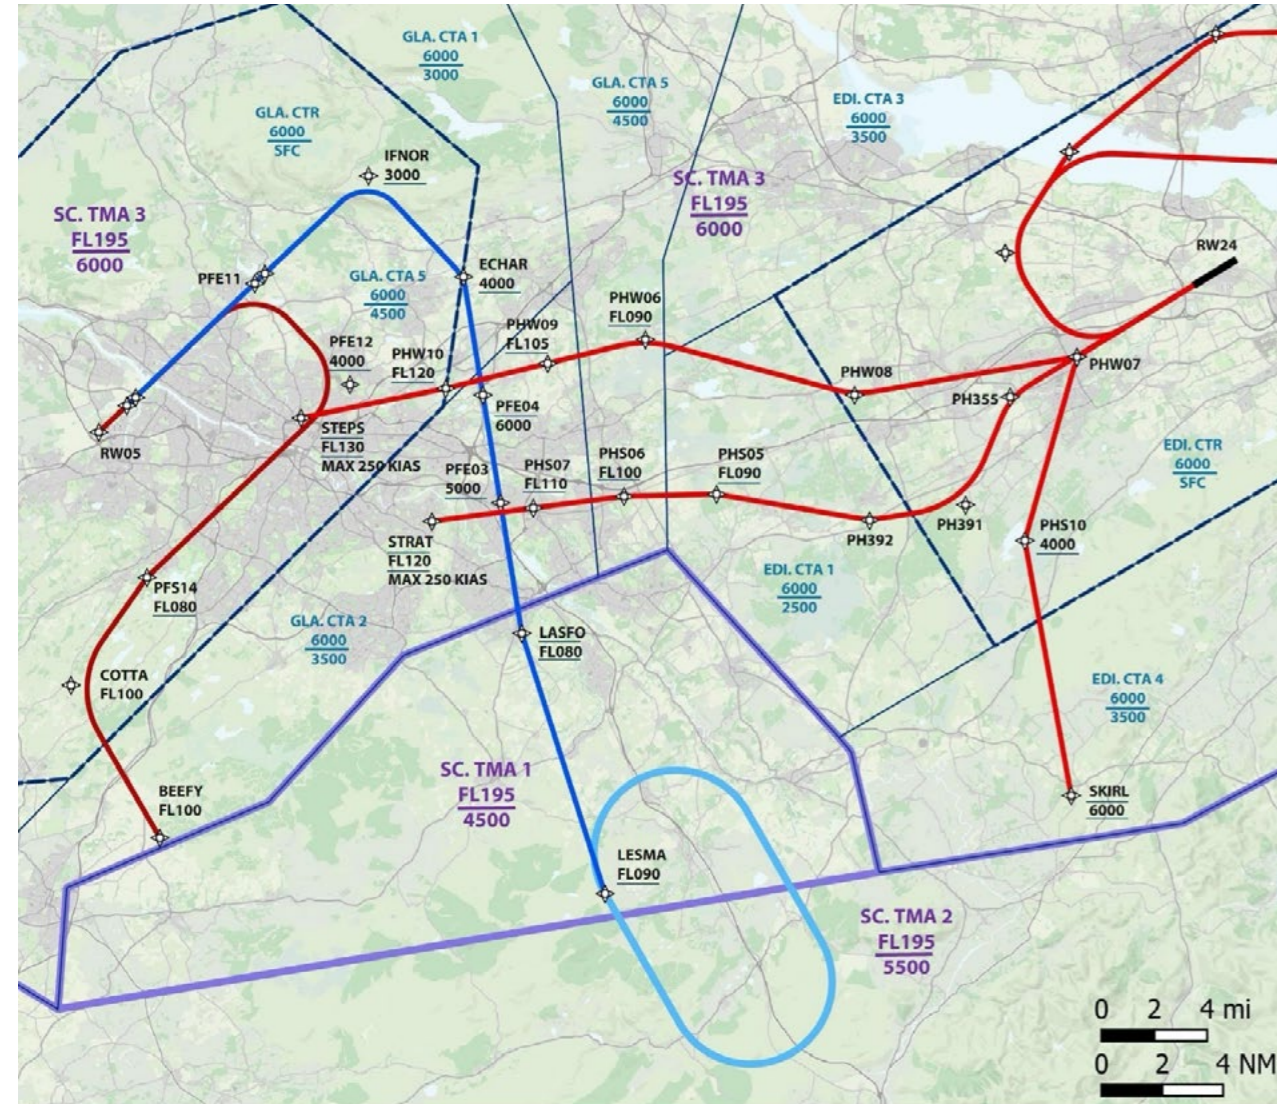 GLA. CTA 1
6000
3000
GLA. CTA 5
6000
4500
EDI. CTA 3
6000
3500
GLA. CTR
6000
SFC
IFNOR
3000
SC. TMA 3
FL195
6000
SC. TMA 3
FL195
6000
RW24
PFE11
GLA. CTA 5
6000
4500
ECHAR
4000
PHW06
FL090
PHW09
FL105
PFE12
4000
PHW10
FL120
PHW08
PHW07
PH355
PFE04
6000
STEPS
FL130
MAX 250 KIAS
RW05
EDI. CTR
6000
SFC
PFE03
5000
PHS07
FL110
PHS06
FL100
PHS05
FL090
STRAT
FL120
MAX 250 KIAS
PH392
PH391
PHS10
4000
PFS14
FL080
GLA. CTA 2
6000
3500
EDI. CTA 1
6000
2500
LASFO
FL080
COTTA
FL100
EDI. CTA 4
6000
3500
BEEFY
FL100
SC. TMA 1
FL195
4500
SKIRL
6000
LESMA
FL090
SC. TMA 2
FL195
5500
0 2 4 mi
0 2 4 NM